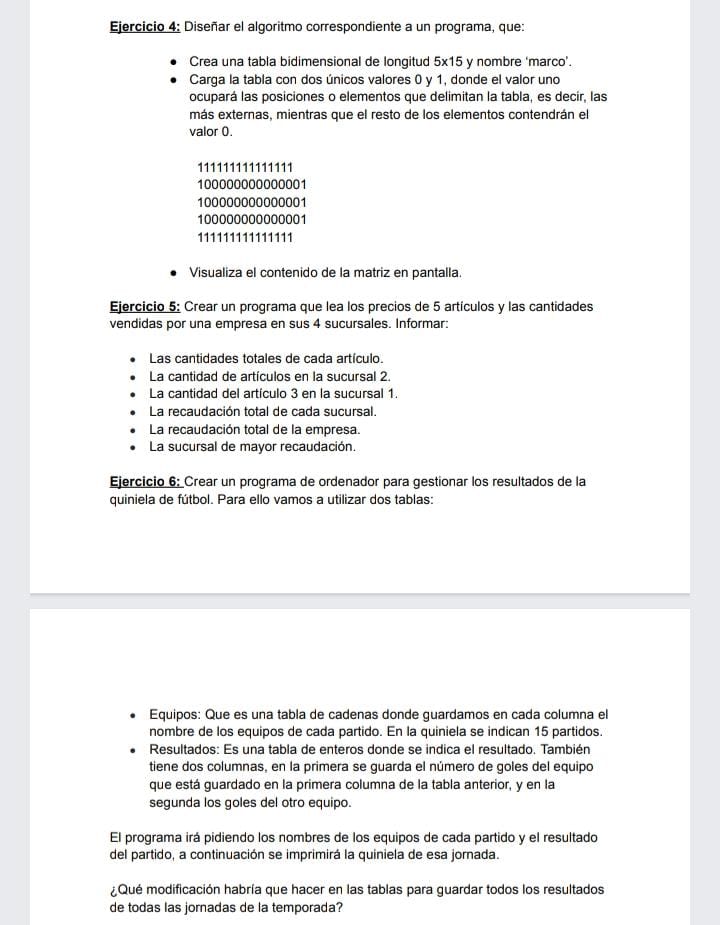 Ejercicio 4: Diseñar el algoritmo correspondiente a un programa, que:
• Crea una tabla bidimensional de longitud 5x15 y nombre ‘marco’.
• Carga la tabla con dos únicos valores 0 y 1, donde el valor uno
ocupará las posiciones o elementos que delimitan la tabla, es decir, las
más externas, mientras que el resto de los elementos contendrán el
valor 0.
111111111111111
100000000000001
100000000000001
100000000000001
111111111111111
• Visualiza el contenido de la matriz en pantalla.
Ejercicio 5: Crear un programa que lea los precios de 5 artículos y las cantidades
vendidas por una empresa en sus 4 sucursales. Informar:
• Las cantidades totales de cada artículo.
• La cantidad de artículos en la sucursal 2.
• La cantidad del artículo 3 en la sucursal 1.
• La recaudación total de cada sucursal.
• La recaudación total de la empresa.
• La sucursal de mayor recaudación.
Ejercicio 6: Crear un programa de ordenador para gestionar los resultados de la
quiniela de fútbol. Para ello vamos a utilizar dos tablas:
• Equipos: Que es una tabla de cadenas donde guardamos en cada columna el
nombre de los equipos de cada partido. En la quiniela se indican 15 partidos.
• Resultados: Es una tabla de enteros donde se indica el resultado. También
tiene dos columnas, en la primera se guarda el número de goles del equipo
que está guardado en la primera columna de la tabla anterior, y en la
segunda los goles del otro equipo.
El programa irá pidiendo los nombres de los equipos de cada partido y el resultado
del partido, a continuación se imprimirá la quiniela de esa jornada.
¿Qué modificación habría que hacer en las tablas para guardar todos los resultados
de todas las jornadas de la temporada?